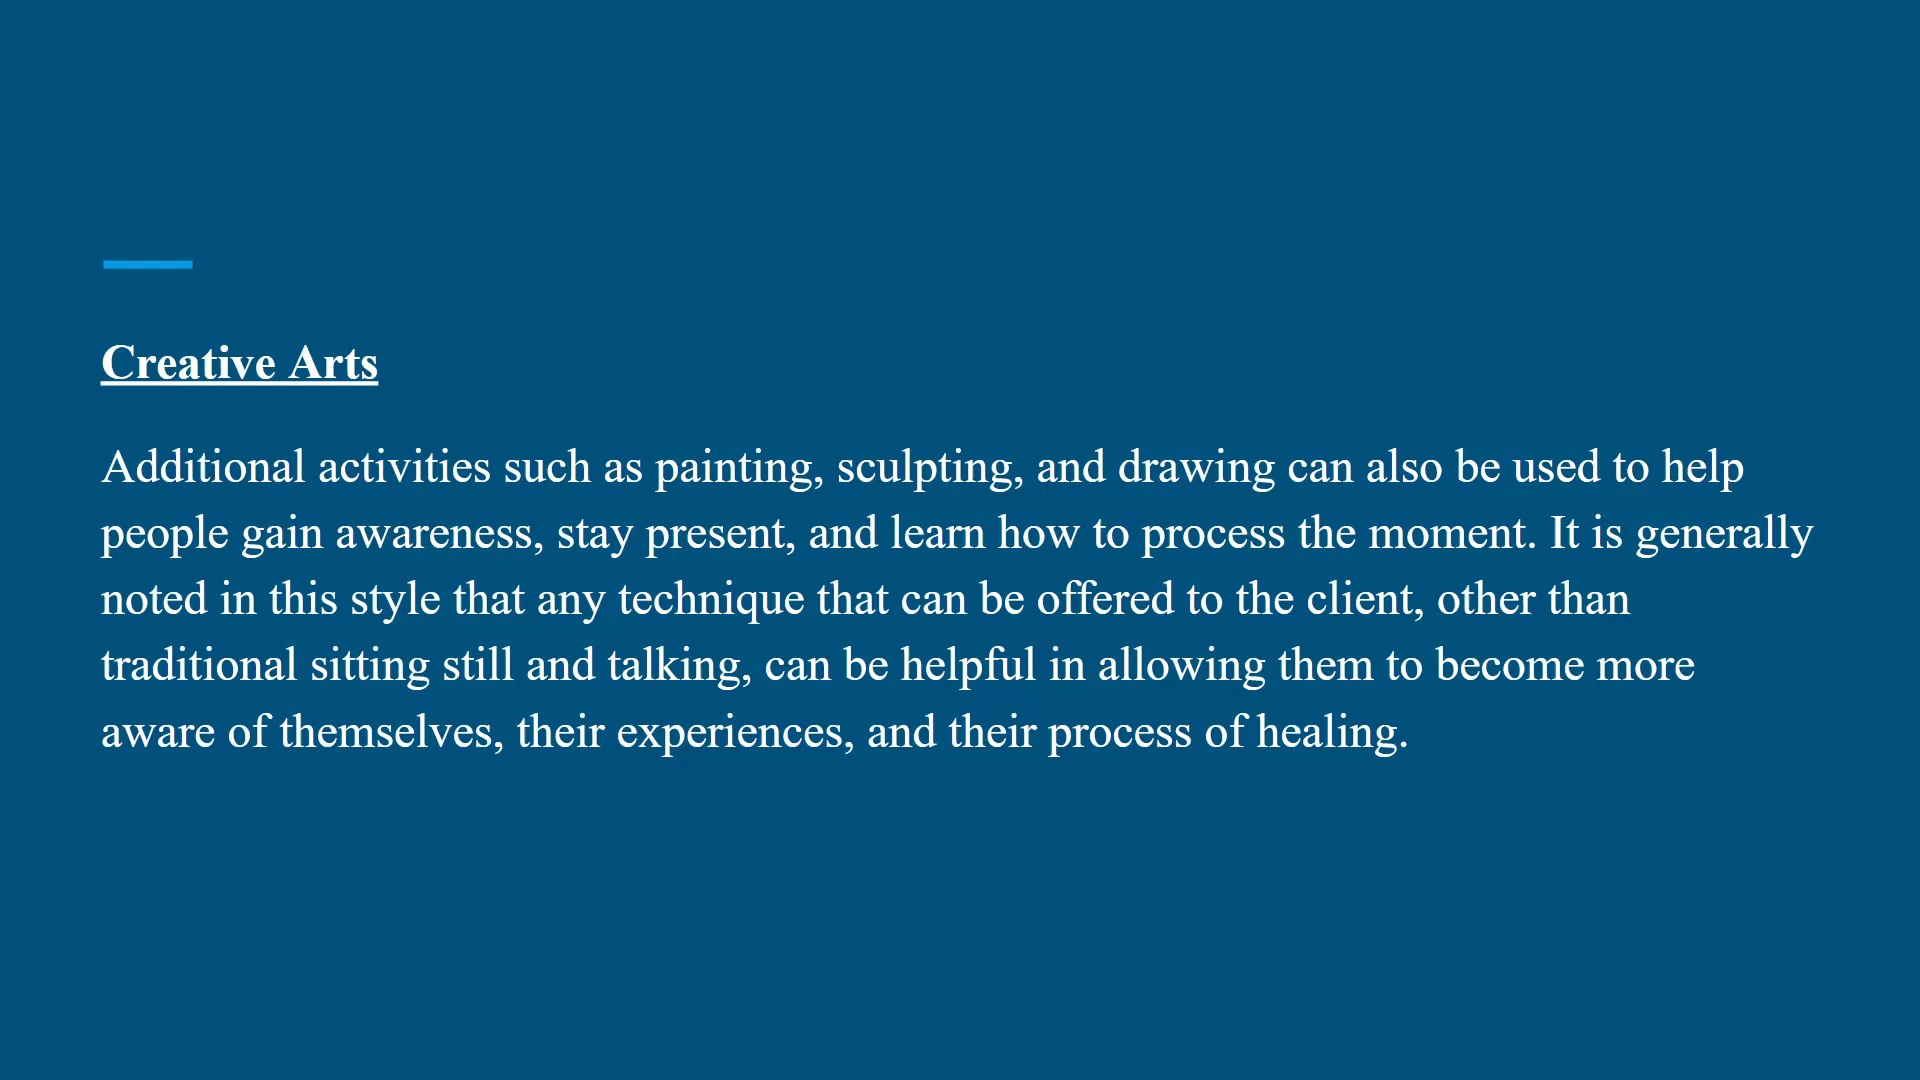 Creative Arts
Additional activities such as painting, sculpting, and drawing can also be used to help
people gain awareness, stay present, and learn how to process the moment. It is generally
noted in this style that any technique that can be offered to the client, other than
traditional sitting still and talking, can be helpful in allowing them to become more
aware of themselves, their experiences, and their process of healing.